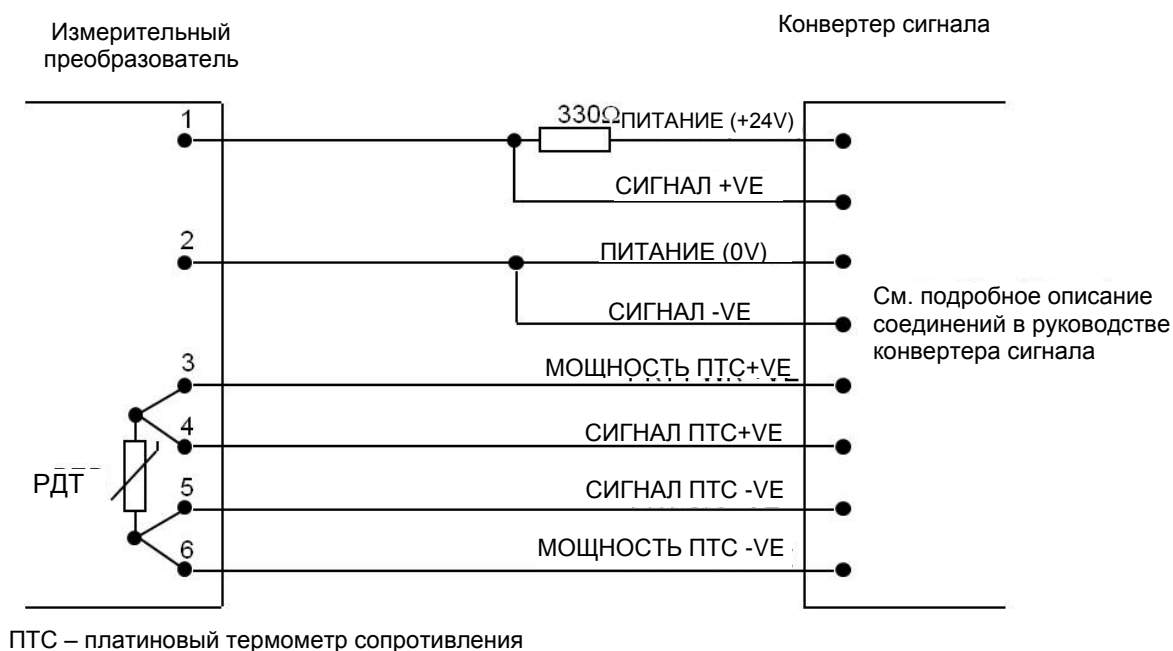 Измерительный
преобразователь
Конвертер сигнала
1
330Ω
ПИТАНИЕ (+24V)
СИГНАЛ +VE
2
ПИТАНИЕ (0V)
СИГНАЛ -VE
См. подробное описание
соединений в руководстве
конвертера сигнала
3
МОЩНОСТЬ ПТС+VE
4
СИГНАЛ ПТС+VE
РДТ
5
СИГНАЛ ПТС -VE
6
МОЩНОСТЬ ПТС -VE
ПТС – платиновый термометр сопротивления